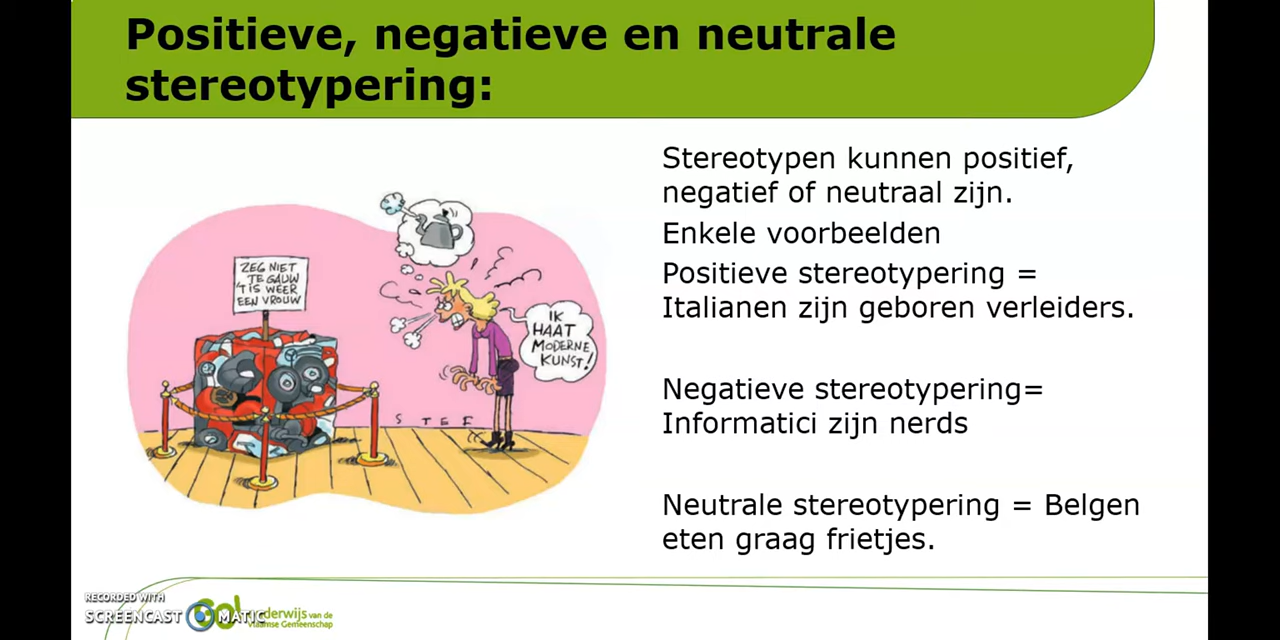 Positieve, negatieve en neutrale
stereotypering:
Stereotypen kunnen positief,
negatief of neutraal zijn.
Enkele voorbeelden
Positieve stereotypering =
Italianen zijn geboren verleiders.
Negatieve stereotypering=
Informatici zijn nerds
Neutrale stereotypering = Belgen
eten graag frietjes.
ZEG NIET
TE GAUW
'T IS WEER
EEN VROUW
IK
HAAT
MODERNE
KUNST!
STEF
RECORDED WITH
SCREENCAST MATIC
van de
Vlaamse Gemeenschap